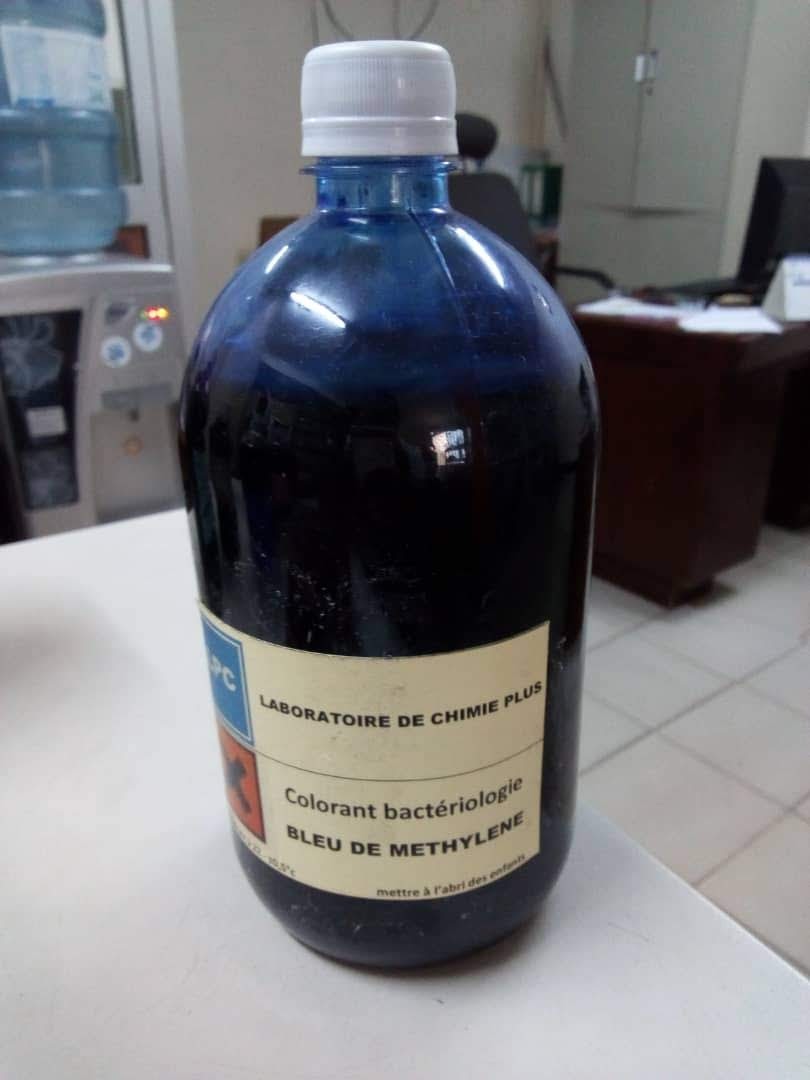 LABORATOIRE DE CHIMIE PLUS
Colorant bactériologie
BLEU DE METHYLENE
mettre à l'abri des enfants